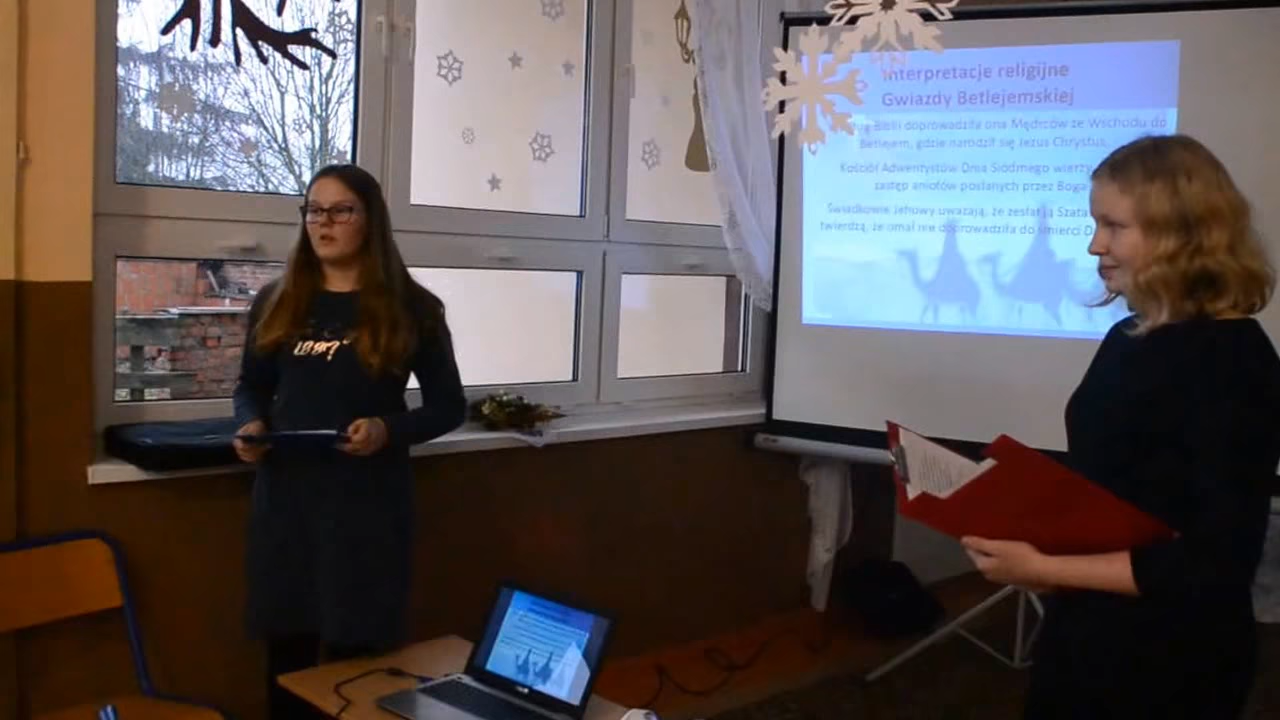 Interpretacje religijne
Gwiazdy Betlejemskiej
Biblii doprowadziła ona Mędrców ze Wschodu do
Betlejem, gdzie narodził się Jezus Chrystus.
Kościół Adwentystów Dnia Siódmego wierzy
zastęp aniołów posłanych przez Boga
Świadkowie Jehowy uważają, że zesłał ją Szata
twierdzą, że omal nie doprowadziła do śmierci D